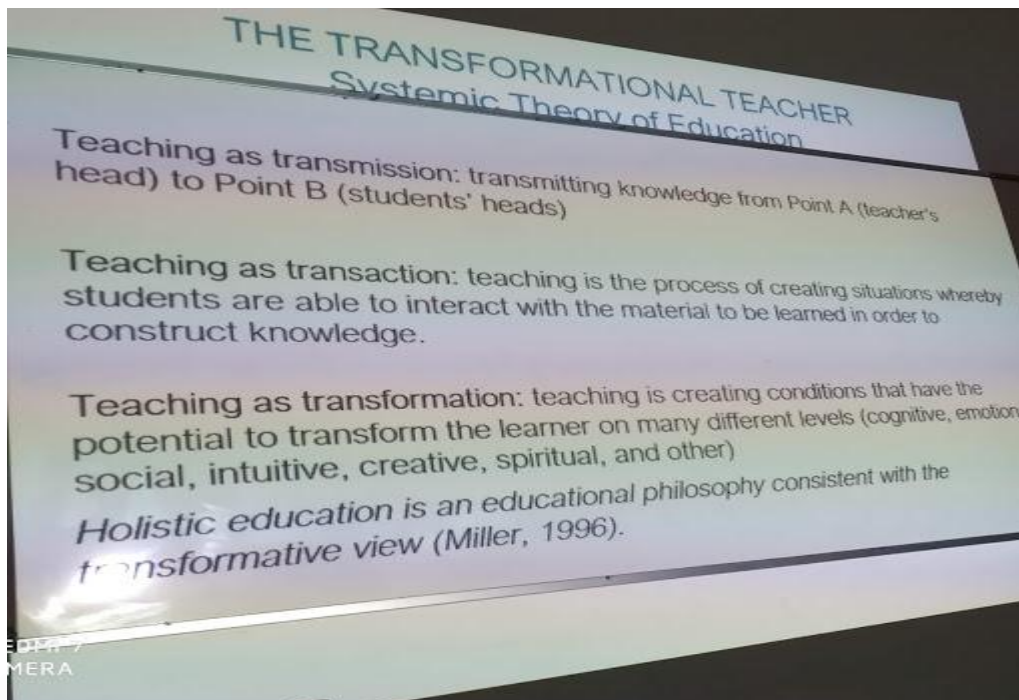 THE TRANSFORMATIONAL TEACHER
Systemic Theory of Education
Teaching as transmission: transmitting knowledge from Point A (teacher's
head) to Point B (students' heads)
Teaching as transaction: teaching is the process of creating situations whereby
students are able to interact with the material to be learned in order to
construct knowledge.
Teaching as transformation: teaching is creating conditions that have the
potential to transform the learner on many different levels (cognitive, emotion
social, intuitive, creative, spiritual, and other)
Holistic education is an educational philosophy consistent with the
transformative view (Miller, 1996).
EDMI 7
MERA